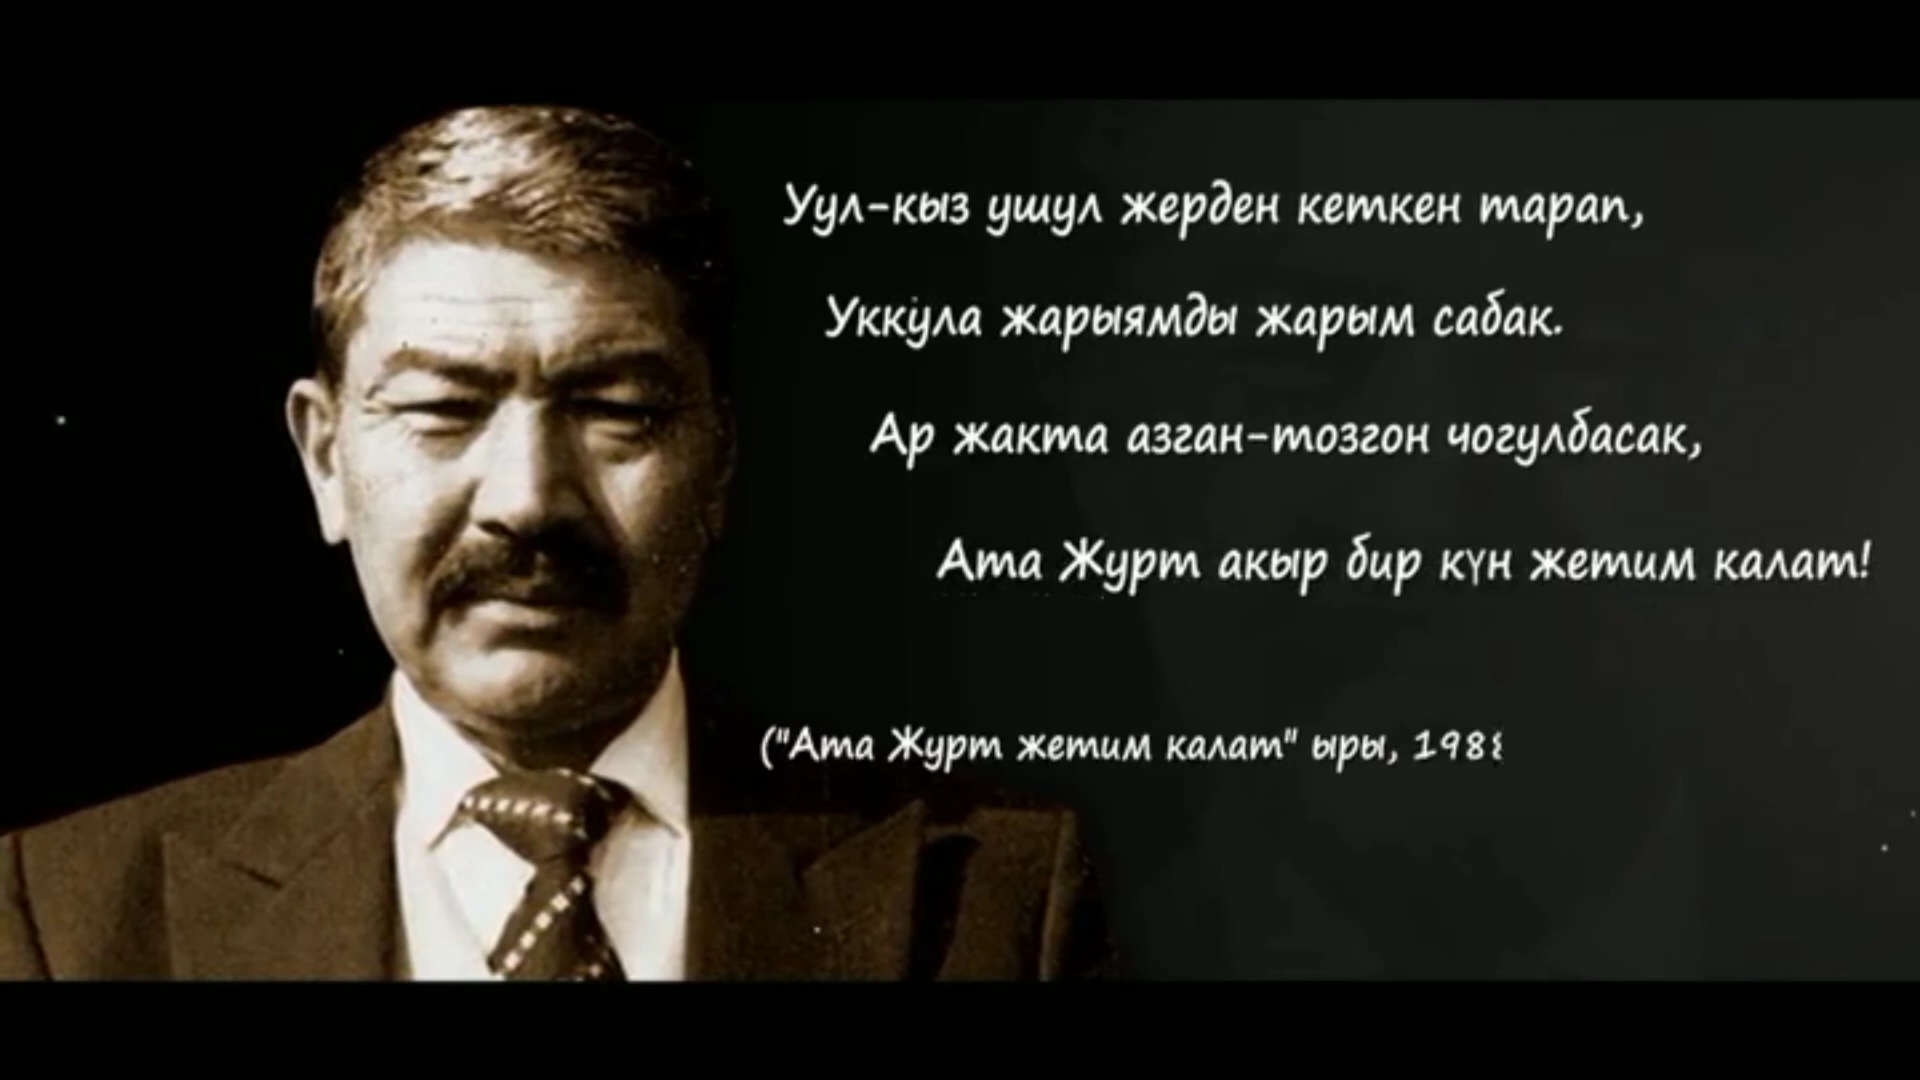 Уул-кыз ушул жерден кеткен тарап,
Уккула жарыямды жарым сабак.
Ар жакта азган-тозгон чогулбасак,
Ата Журт акыр бир күн жетим калат!
("Ата Журт жетим калат" ыры,